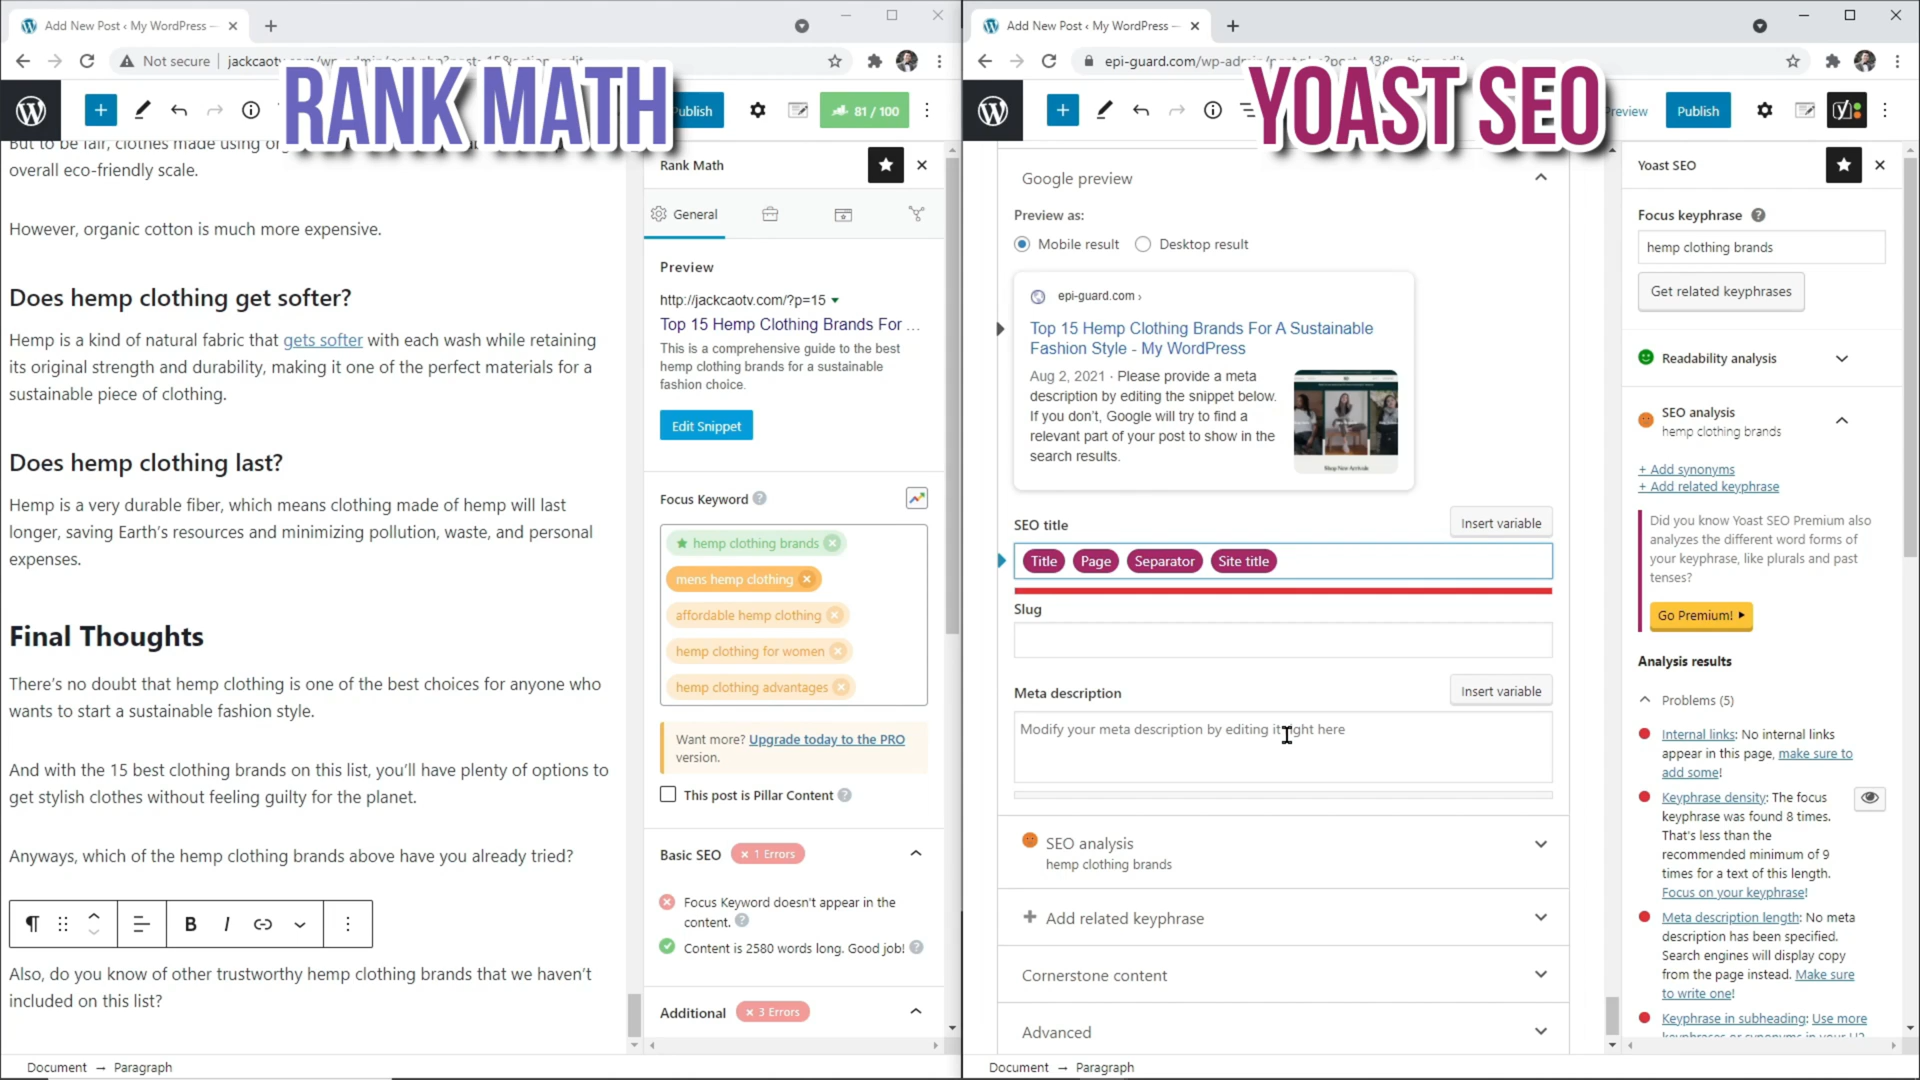 Add New Post ‹ My WordPress —
Not secure
RANK MATH
Publish
81 / 100
But to be fair, clothes made using
overall eco-friendly scale.
However, organic cotton is much more expensive.
Does hemp clothing get softer?
Hemp is a kind of natural fabric that gets softer with each wash while retaining
its original strength and durability, making it one of the perfect materials for a
sustainable piece of clothing.
Does hemp clothing last?
Hemp is a very durable fiber, which means clothing made of hemp will last
longer, saving Earth's resources and minimizing pollution, waste, and personal
expenses.
Final Thoughts
There's no doubt that hemp clothing is one of the best choices for anyone who
wants to start a sustainable fashion style.
And with the 15 best clothing brands on this list, you'll have plenty of options to
get stylish clothes without feeling guilty for the planet.
Anyways, which of the hemp clothing brands above have you already tried?
B I
Also, do you know of other trustworthy hemp clothing brands that we haven't
included on this list?
Document → Paragraph
Rank Math
General
Preview
http://jackcaotv.com/?p=15
Top 15 Hemp Clothing Brands For ...
This is a comprehensive guide to the best
hemp clothing brands for a sustainable
fashion choice.
Edit Snippet
Focus Keyword
hemp clothing brands
mens hemp clothing
affordable hemp clothing
hemp clothing for women
hemp clothing advantages
Want more? Upgrade today to the PRO
version.
This post is Pillar Content
Basic SEO × 1 Errors
Focus Keyword doesn't appear in the
content.
Content is 2580 words long. Good job!
Additional × 3 Errors
Add New Post ‹ My WordPress —
YOAST SEO
Preview
Publish
Google preview
Preview as:
Mobile result Desktop result
epi-guard.com ›
Top 15 Hemp Clothing Brands For A Sustainable
Fashion Style - My WordPress
Aug 2, 2021 · Please provide a meta
description by editing the snippet below.
If you don't, Google will try to find a
relevant part of your post to show in the
search results.
Shop New Arrivals
SEO title
Insert variable
Title Page Separator Site title
Slug
Meta description
Insert variable
Modify your meta description by editing it right here
SEO analysis
hemp clothing brands
Add related keyphrase
Cornerstone content
Advanced
Document → Paragraph
Yoast SEO
Focus keyphrase
hemp clothing brands
Get related keyphrases
Readability analysis
SEO analysis
hemp clothing brands
+ Add synonyms
+ Add related keyphrase
Did you know Yoast SEO Premium also
analyzes the different word forms of
your keyphrase, like plurals and past
tenses?
Go Premium!
Analysis results
Problems (5)
Internal links: No internal links
appear in this page, make sure to
add some!
Keyphrase density: The focus
keyphrase was found 8 times.
That's less than the
recommended minimum of 9
times for a text of this length.
Focus on your keyphrase!
Meta description length: No meta
description has been specified.
Search engines will display copy
from the page instead. Make sure
to write one!
Keyphrase in subheading: Use more